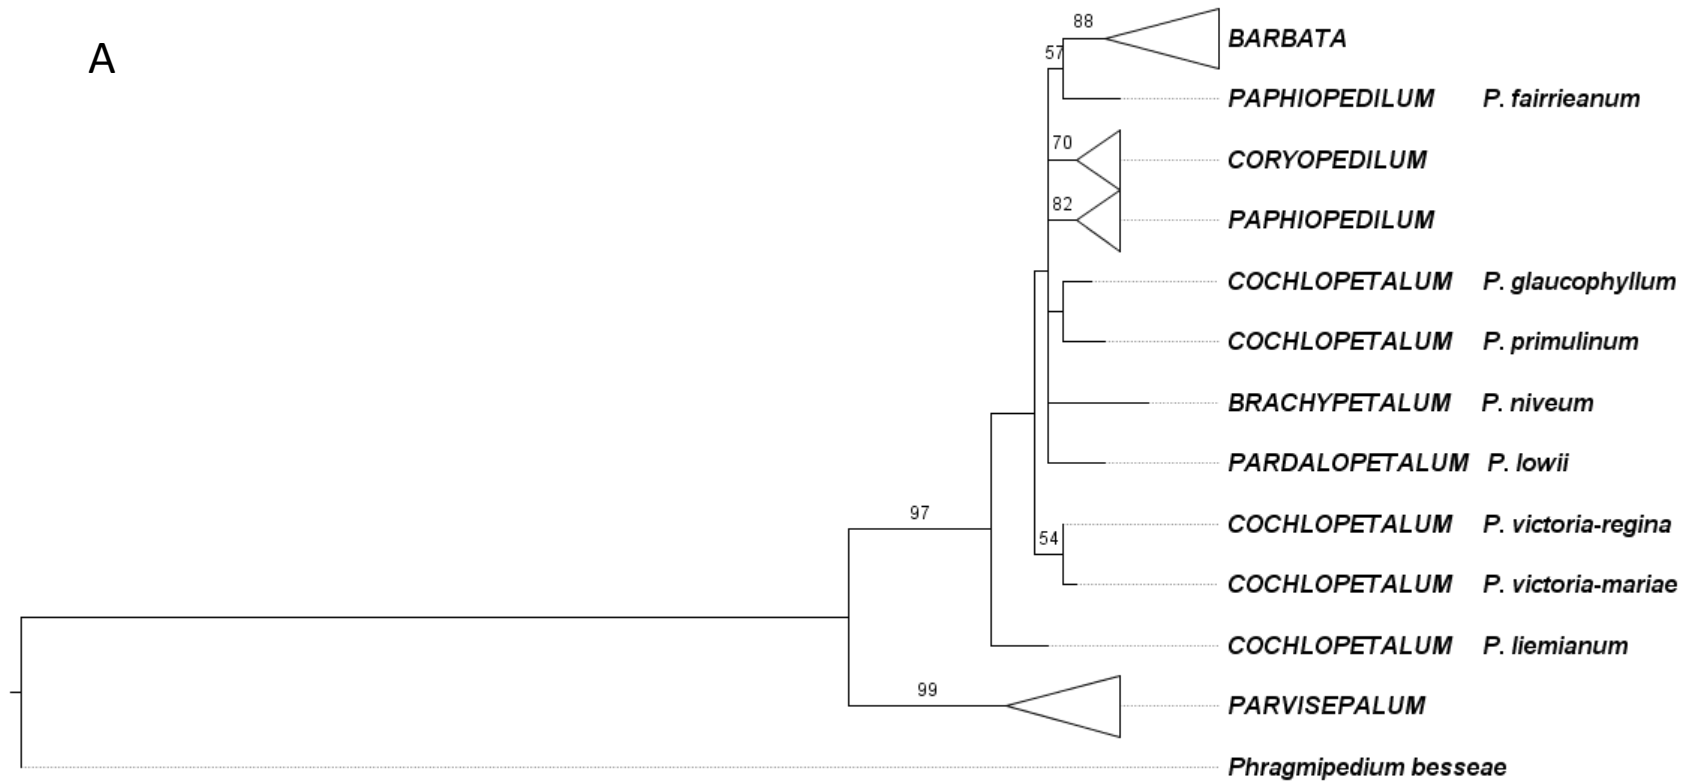 A
88
BARBATA
57
PAPHIOPEDILUM P. fairrieanum
70
CORYOPEDILUM
82
PAPHIOPEDILUM
COCHLOPETALUM P. glaucophyllum
COCHLOPETALUM P. primulinum
BRACHYPETALUM P. niveum
PARDALOPETALUM P. lowii
97
COCHLOPETALUM P. victoria-regina
54
COCHLOPETALUM P. victoria-mariae
COCHLOPETALUM P. liemianum
99
PARVISEPALUM
Phragmipedium besseae